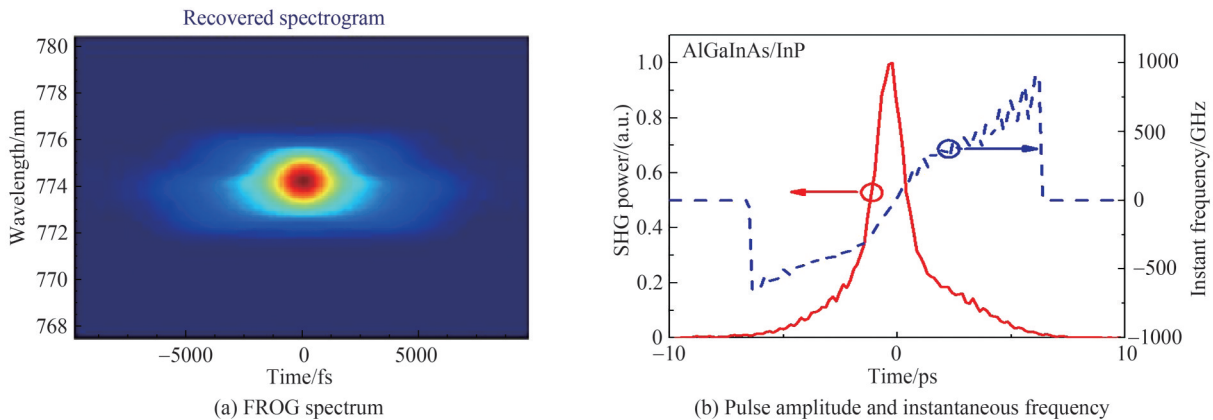 Recovered spectrogram
780
778
776
774
772
770
768
Wavelength/nm
−5000
0
5000
Time/fs
(a) FROG spectrum
AlGaInAs/InP
1.0
0.8
0.6
0.4
0.2
0
SHG power/(a.u.)
1000
500
0
−500
−1000
Instant frequency/GHz
−10
0
10
Time/ps
(b) Pulse amplitude and instantaneous frequency